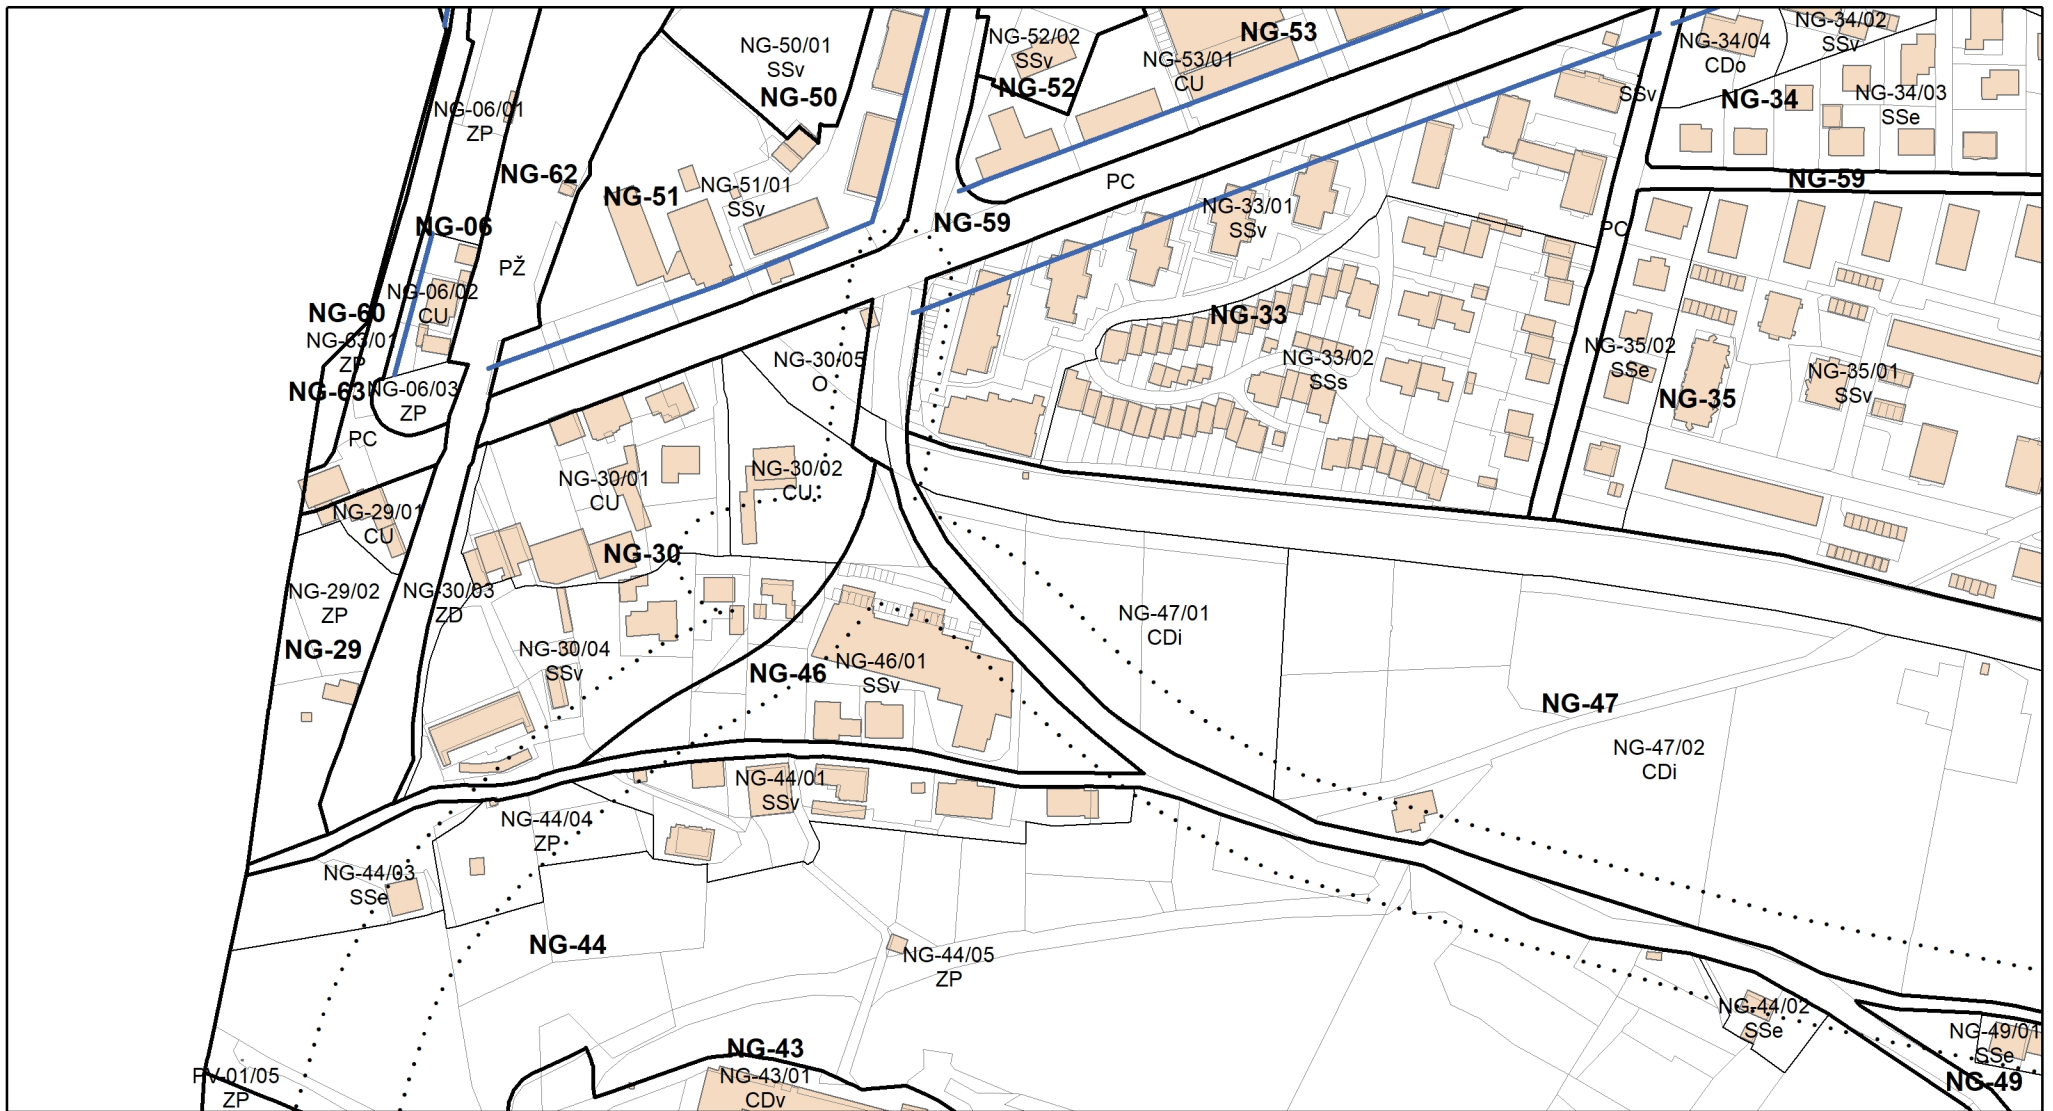 NG-50/01
SSv
NG-50
NG-52/02
SSv
NG-52
NG-53
NG-53/01
CU
NG-34/02
SSv
NG-34/04
CDo
NG-34
NG-34/03
SSe
SSv
NG-06/01
ZP
NG-62
NG-51
NG-51/01
SSv
PC
NG-59
NG-06
NG-59
NG-33/01
SSv
PC
PŽ
NG-06/02
CU
NG-60
NG-63/01
ZP
NG-63
NG-06/03
ZP
NG-33
NG-30/05
O
NG-33/02
SSs
NG-35/02
SSe
NG-35/01
SSv
NG-35
PC
NG-30/01
CU
NG-30/02
CU
NG-29/01
CU
NG-30
NG-29/02
ZP
NG-30/03
ZD
NG-29
NG-47/01
CDi
NG-30/04
SSv
NG-46
NG-46/01
SSv
NG-47
NG-47/02
CDi
NG-44/01
SSv
NG-44/04
ZP
NG-44/03
SSe
NG-44
NG-44/05
ZP
NG-44/02
SSe
NG-49/01
SSe
NG-49
NG-43
NG-43/01
CDv
PV-01/05
ZP